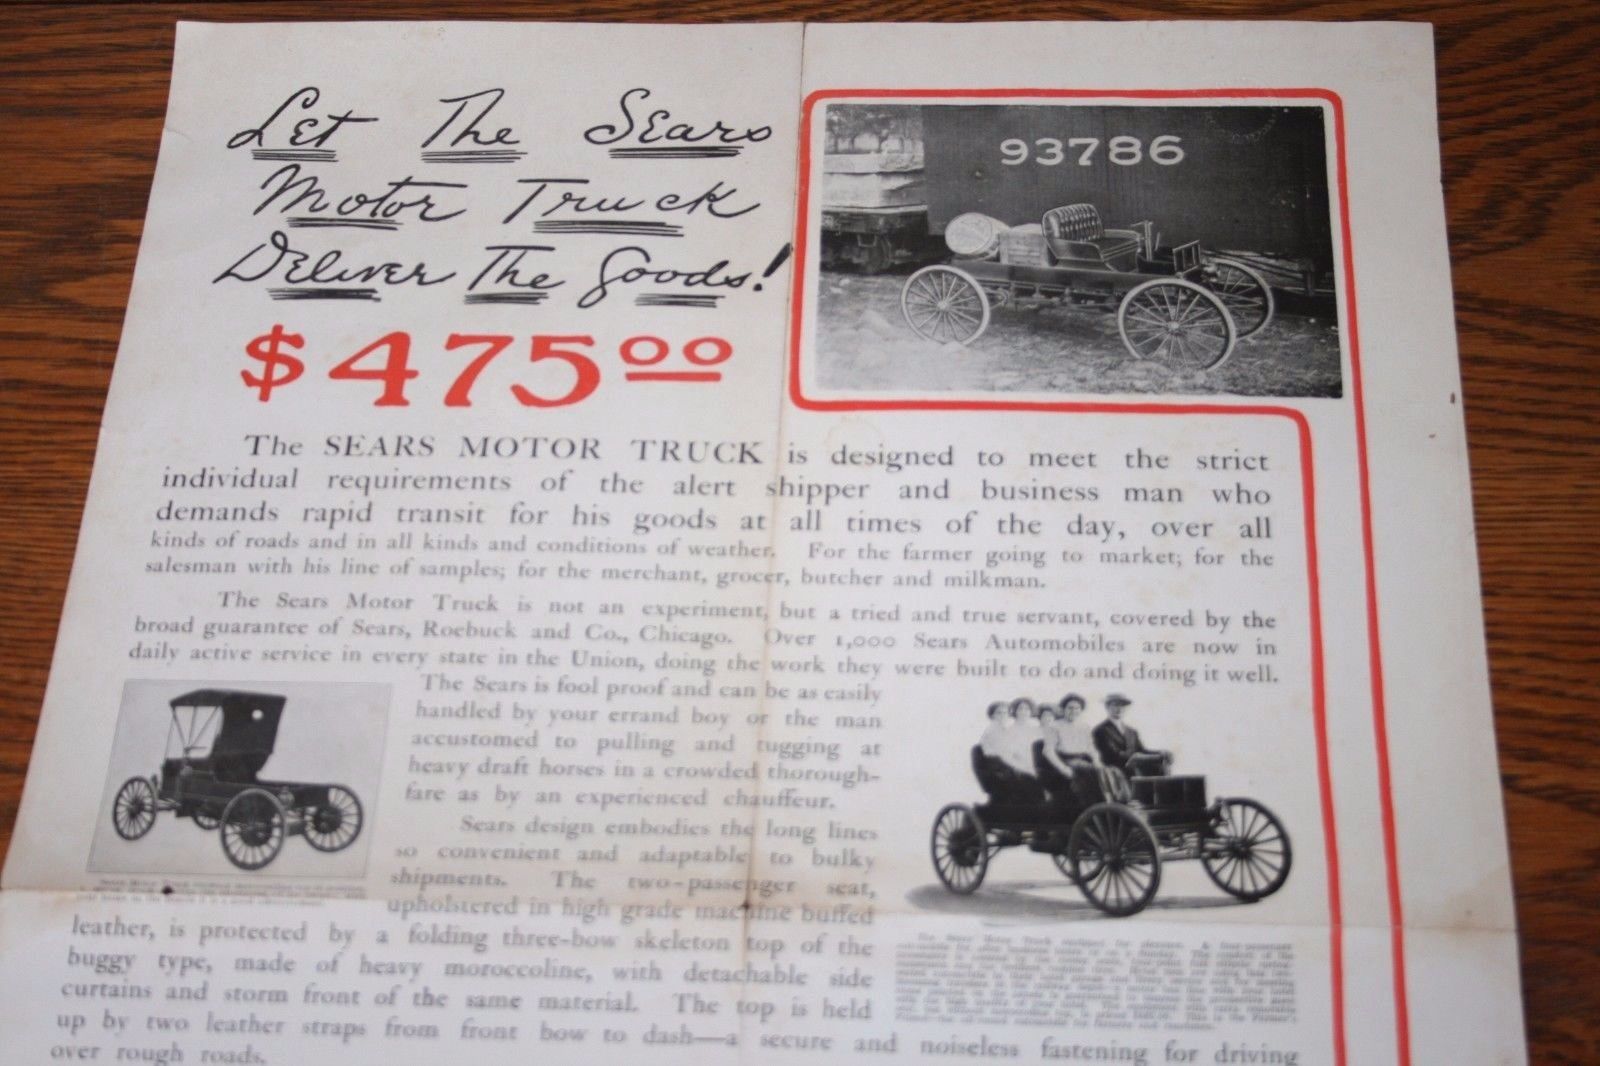 Let The Sears
Motor Truck
Deliver The Goods!
$475.00
93786
The SEARS MOTOR TRUCK is designed to meet the strict
individual requirements of the alert shipper and business man who
demands rapid transit for his goods at all times of the day, over all
kinds of roads and in all kinds and conditions of weather. For the farmer going to market; for the
salesman with his line of samples; for the merchant, grocer, butcher and milkman.
The Sears Motor Truck is not an experiment, but a tried and true servant, covered by the
broad guarantee of Sears, Roebuck and Co., Chicago. Over 1,000 Sears Automobiles are now in
daily active service in every state in the Union, doing the work they were built to do and doing it well.
The Sears is fool proof and can be as easily
handled by your errand boy or the man
accustomed to pulling and tugging at
heavy draft horses in a crowded thorough-
fare as by an experienced chauffeur.
Sears design embodies the long lines
so convenient and adaptable to bulky
shipments. The two-passenger seat,
upholstered in high grade machine buffed
leather, is protected by a folding three-bow skeleton top of the
buggy type, made of heavy moroccoline, with detachable side
curtains and storm front of the same material. The top is held
up by two leather straps from front bow to dash—a secure and noiseless fastening for driving
over rough roads.